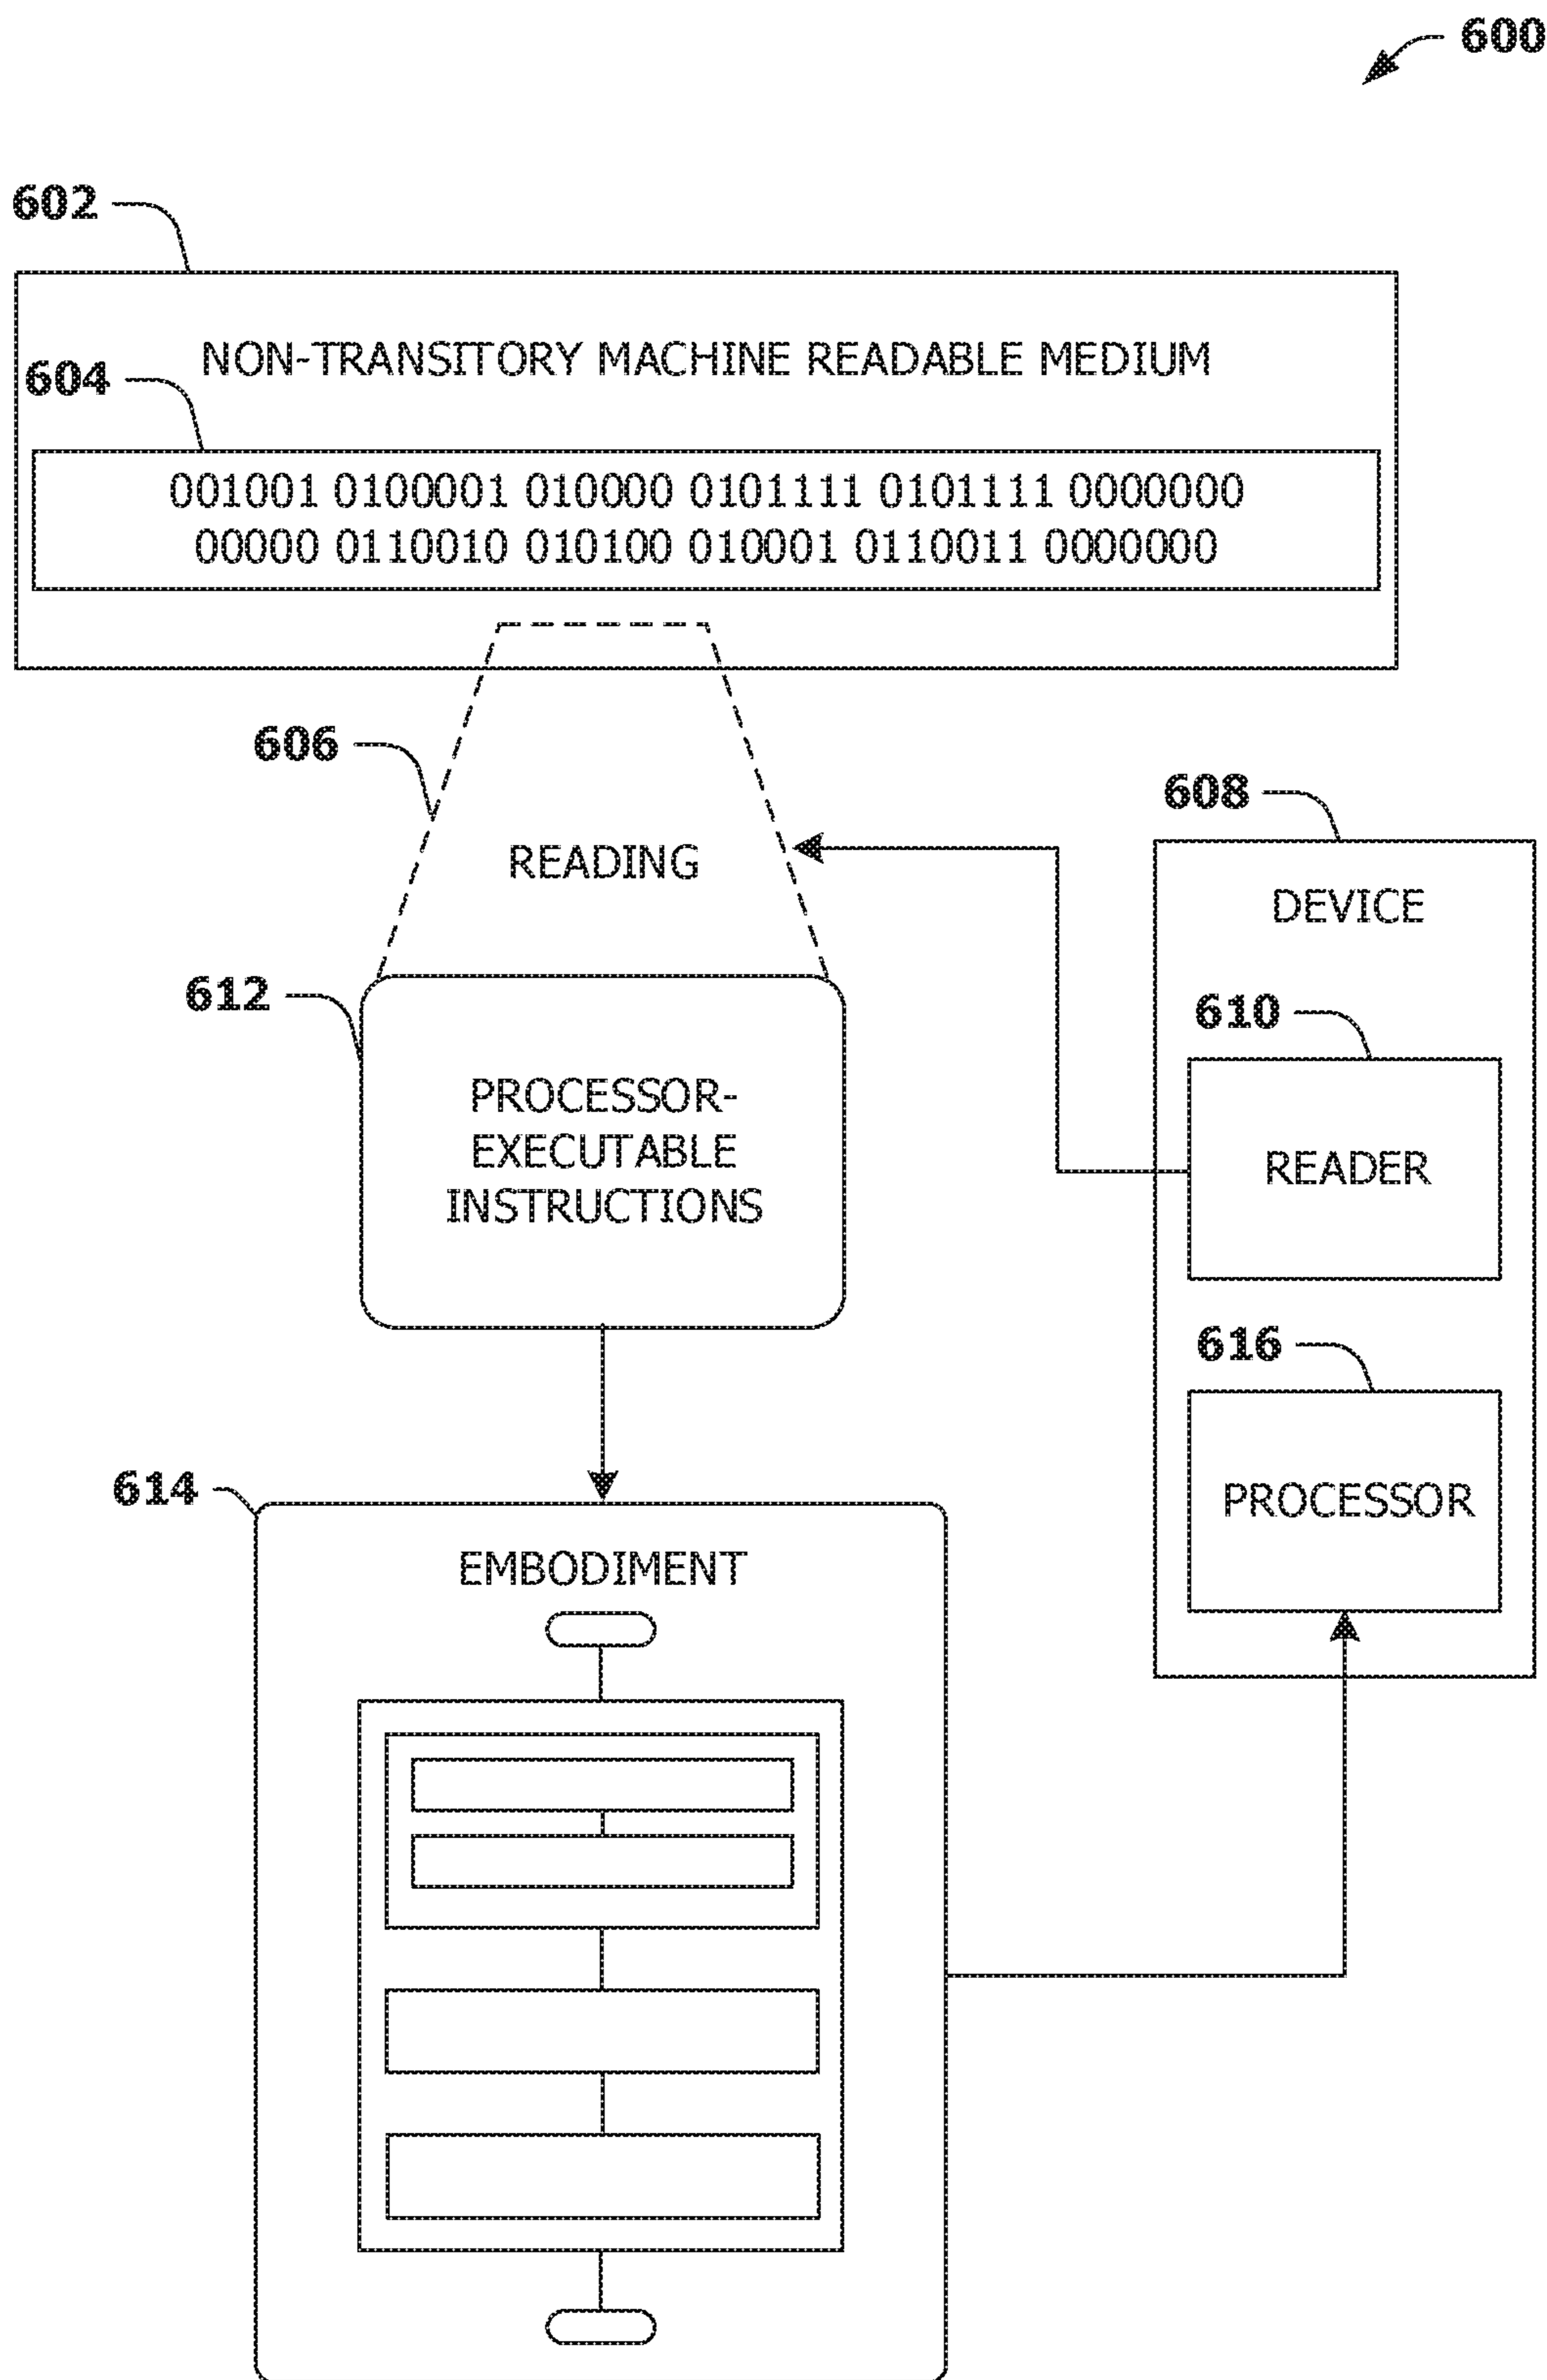 600
602
NON-TRANSITORY MACHINE READABLE MEDIUM
604
001001 0100001 010000 0101111 0101111 0000000
00000 0110010 010100 010001 0110011 0000000
606
READING
608
DEVICE
610
READER
612
PROCESSOR-
EXECUTABLE
INSTRUCTIONS
616
PROCESSOR
614
EMBODIMENT